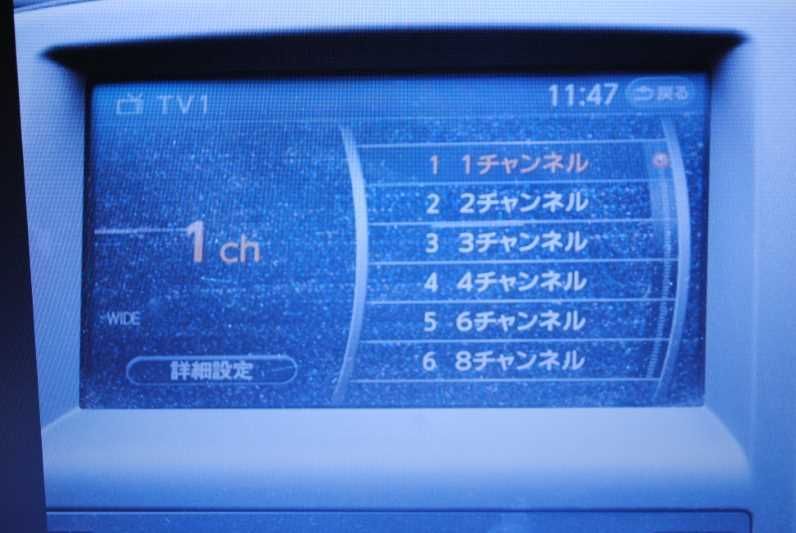 TV1
11:47 戻る
1 1チャンネル
2 2チャンネル
3 3チャンネル
1 ch
4 4チャンネル
WIDE
5 6チャンネル
詳細設定
6 8チャンネル